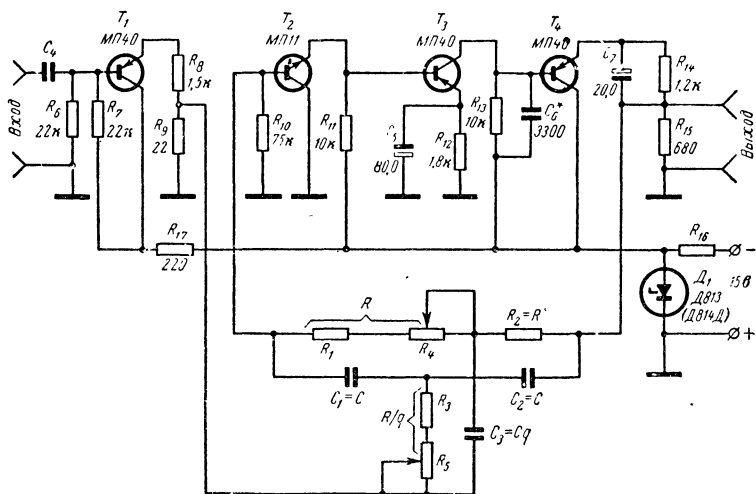 T₁
МП40
T₂
МП11
T₃
МП40
T₄
МП40
C₄
R₈
1,5к
C₇
20,0
R₁₄
1,2к
Вход
R₆
22к
R₇
22к
R₉
22
R₁₀
75к
R₁₁
10к
C₅
80,0
R₁₂
1,8к
R₁₃
10к
C₆*
3300
R₁₅
680
Выход
R₁₇
220
R₁₆
−
Д₁
Д813
(Д814Д)
15в
+
R
R₁
R₄
R₂=R
C₁=C
C₂=C
R/q
R₃
C₃=Cq
R₅